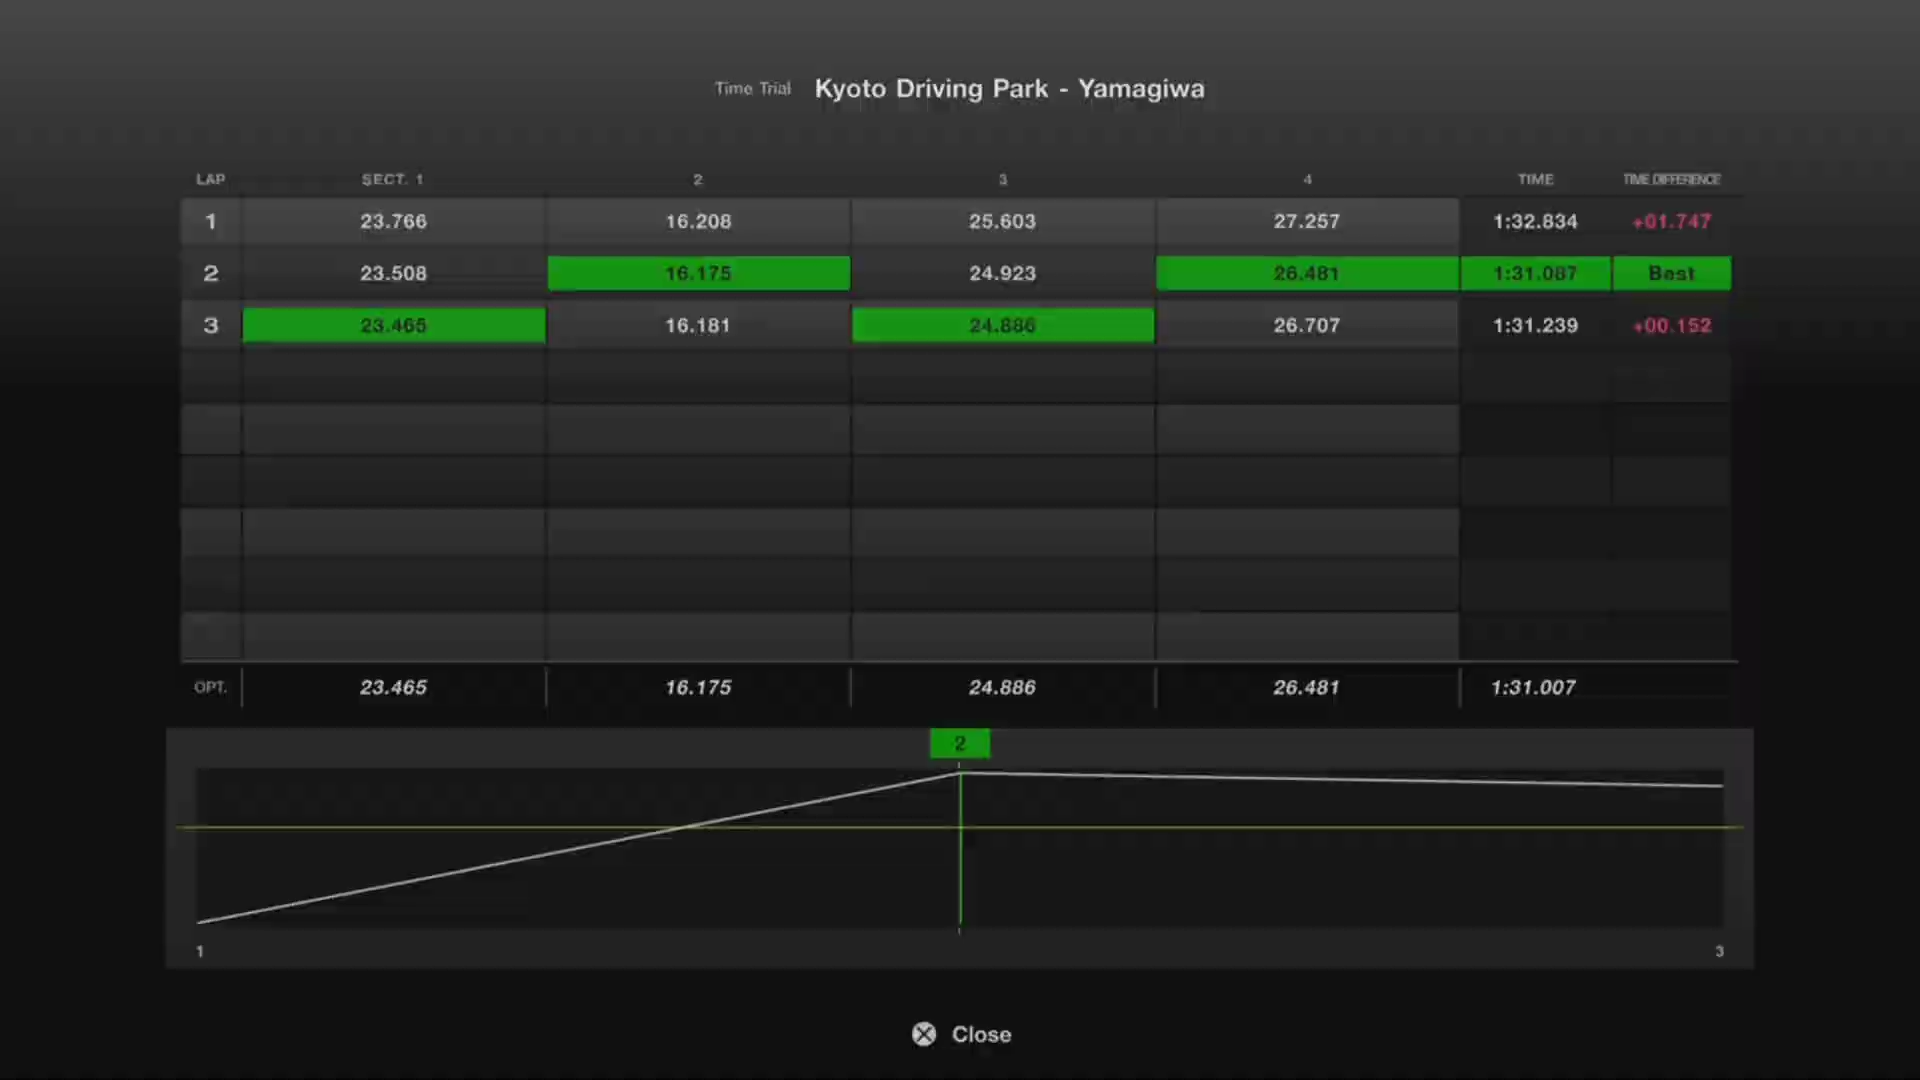 Time Trial Kyoto Driving Park - Yamagiwa
LAP SECT. 1 2 3 4 TIME TIME DIFFERENCE
1 23.766 16.208 25.603 27.257 1:32.834 +01.747
2 23.508 16.175 24.923 26.481 1:31.087 Best
3 23.465 16.181 24.886 26.707 1:31.239 +00.152
OPT. 23.465 16.175 24.886 26.481 1:31.007
2
1 3
Close